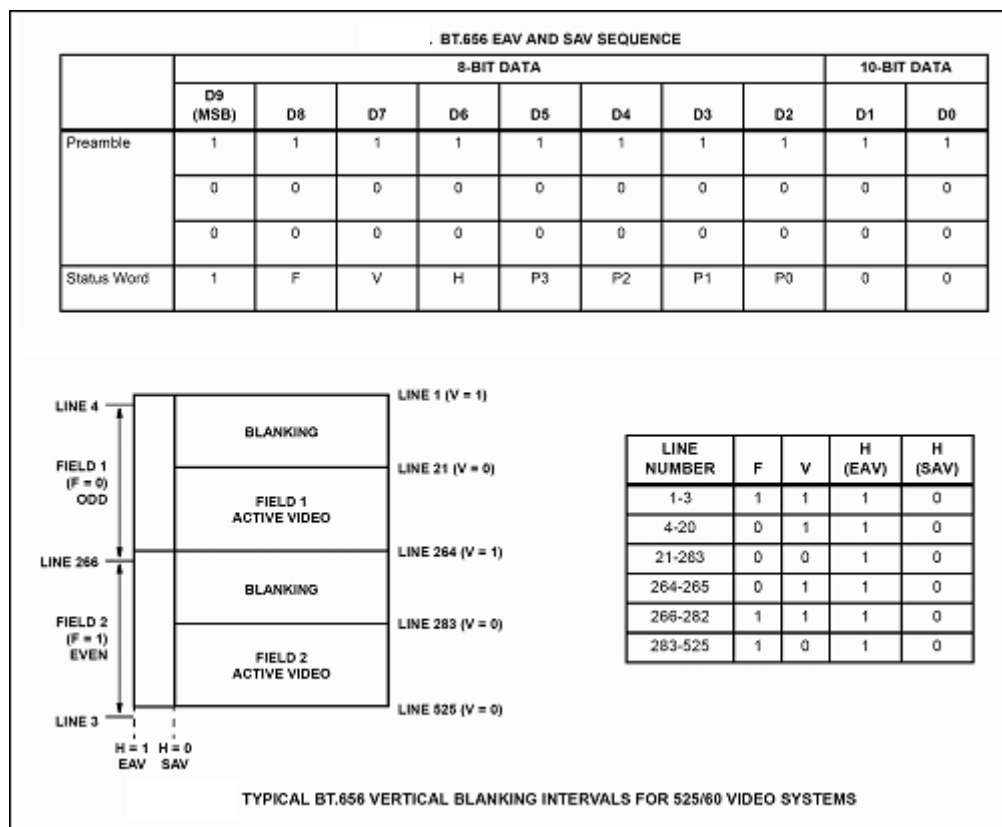 . BT.656 EAV AND SAV SEQUENCE
8-BIT DATA 10-BIT DATA
D9 (MSB) D8 D7 D6 D5 D4 D3 D2 D1 D0
Preamble 1 1 1 1 1 1 1 1 1 1
0 0 0 0 0 0 0 0 0 0
0 0 0 0 0 0 0 0 0 0
Status Word 1 F V H P3 P2 P1 P0 0 0
LINE 4
FIELD 1
(F = 0)
ODD
LINE 266
FIELD 2
(F = 1)
EVEN
LINE 3
BLANKING
FIELD 1
ACTIVE VIDEO
BLANKING
FIELD 2
ACTIVE VIDEO
LINE 1 (V = 1)
LINE 21 (V = 0)
LINE 264 (V = 1)
LINE 283 (V = 0)
LINE 525 (V = 0)
H = 1 H = 0
EAV SAV
LINE NUMBER F V H (EAV) H (SAV)
1-3 1 1 1 0
4-20 0 1 1 0
21-263 0 0 1 0
264-265 0 1 1 0
266-282 1 1 1 0
283-525 1 0 1 0
TYPICAL BT.656 VERTICAL BLANKING INTERVALS FOR 525/60 VIDEO SYSTEMS